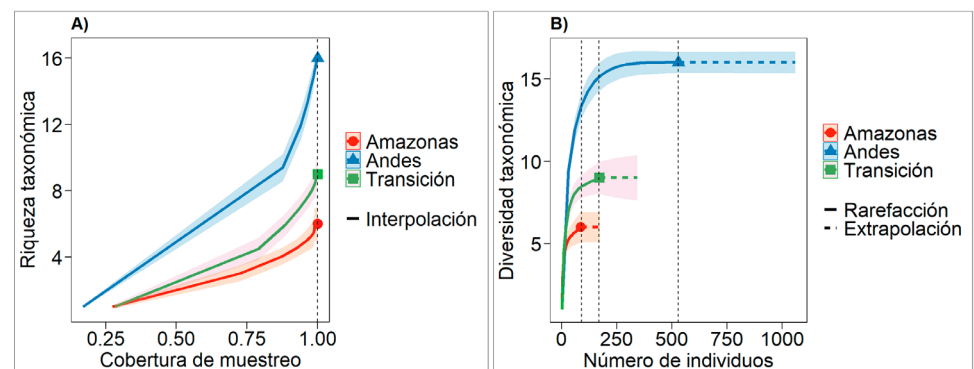 A)
Riqueza taxonómica
16
12
8
4
0.25 0.50 0.75 1.00
Cobertura de muestreo
Amazonas
Andes
Transición
Interpolación
B)
Diversidad taxonómica
15
10
5
0 250 500 750 1000
Número de individuos
Amazonas
Andes
Transición
Rarefacción
Extrapolación